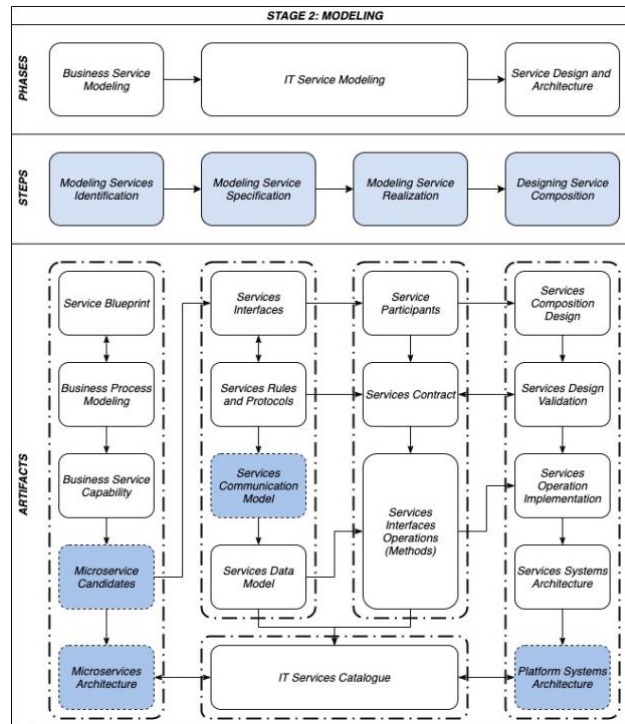 STAGE 2: MODELING
PHASES
Business Service
Modeling
IT Service Modeling
Service Design and
Architecture
STEPS
Modeling Services
Identification
Modeling Service
Specification
Modeling Service
Realization
Designing Service
Composition
ARTIFACTS
Service Blueprint
Services
Interfaces
Service
Participants
Services
Composition
Design
Business Process
Modeling
Services Rules
and Protocols
Services Contract
Services Design
Validation
Business Service
Capability
Services
Communication
Model
Services
Interfaces
Operations
(Methods)
Services
Operation
Implementation
Microservice
Candidates
Services Data
Model
Services Systems
Architecture
Microservices
Architecture
IT Services Catalogue
Platform Systems
Architecture